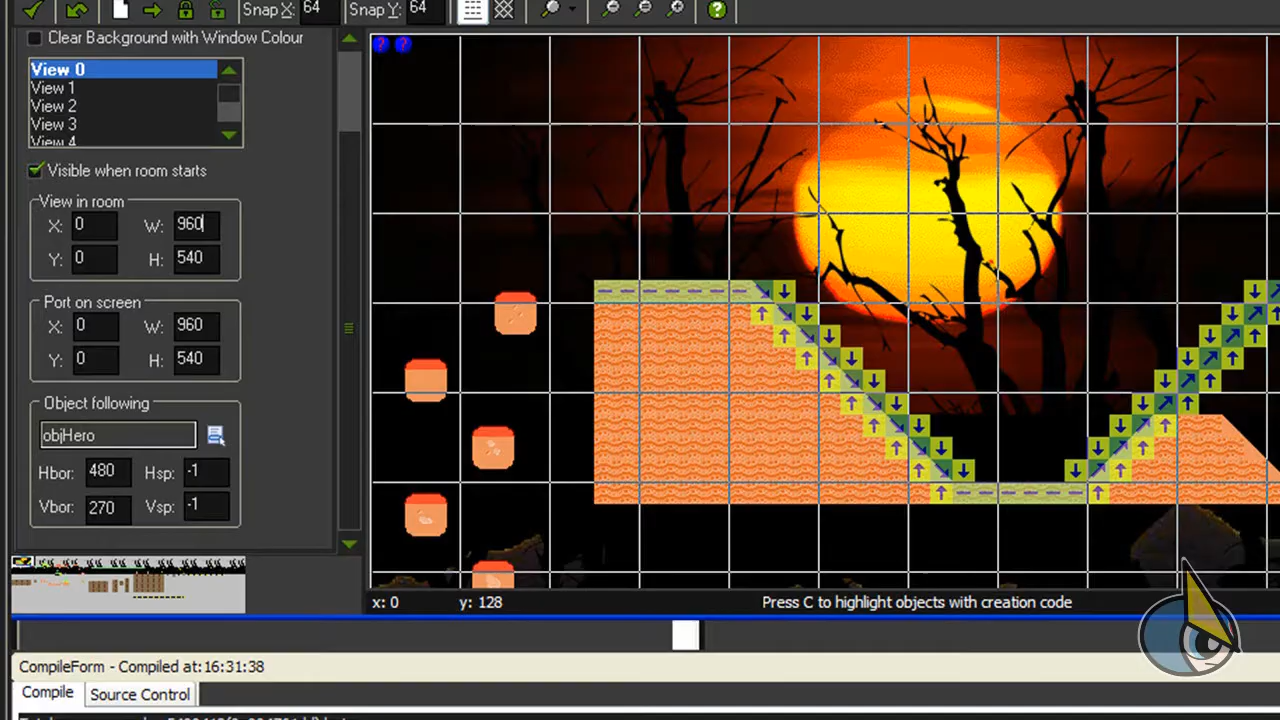 Snap X: 64 Snap Y: 64
Clear Background with Window Colour
View 0
View 1
View 2
View 3
View 4
Visible when room starts
View in room
X: 0 W: 960
Y: 0 H: 540
Port on screen
X: 0 W: 960
Y: 0 H: 540
Object following
objHero
Hbor: 480 Hsp: -1
Vbor: 270 Vsp: -1
x: 0 y: 128 Press C to highlight objects with creation code
CompileForm - Compiled at:16:31:38
Compile Source Control